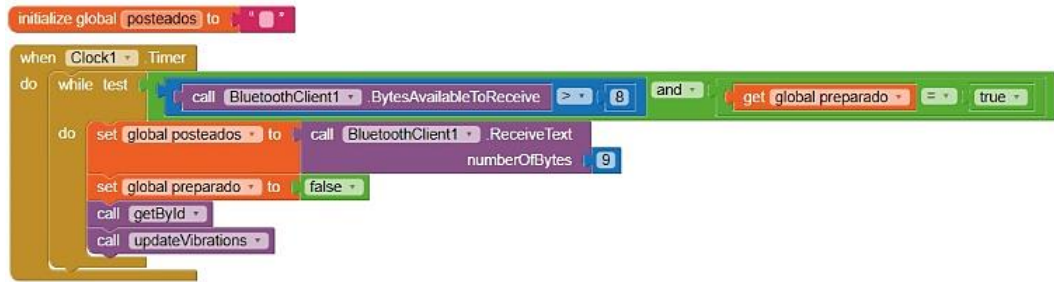 initialize global posteados to " "
when Clock1 .Timer
do while test call BluetoothClient1 .BytesAvailableToReceive > 8 and get global preparado = true
do set global posteados to call BluetoothClient1 .ReceiveText
numberOfBytes 9
set global preparado to false
call getById
call updateVibrations